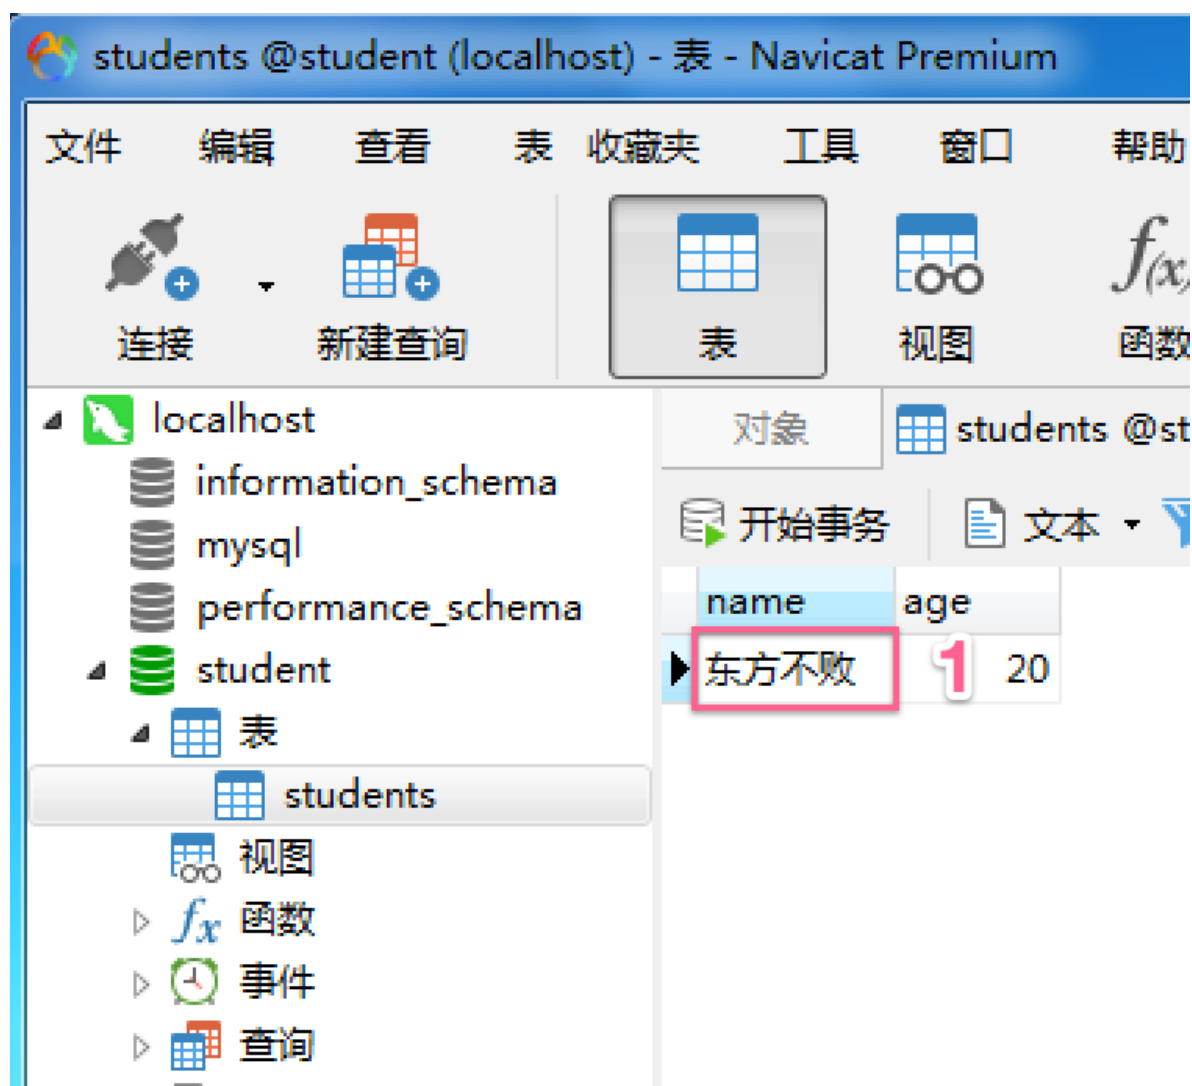 students @student (localhost) - 表 - Navicat Premium
文件 编辑 查看 表 收藏夹 工具 窗口 帮助
连接 新建查询 表 视图 函数
localhost
information_schema
mysql
performance_schema
student
表
students
视图
fx 函数
事件
查询
对象 students @st
开始事务 文本
name age
东方不败 1 20